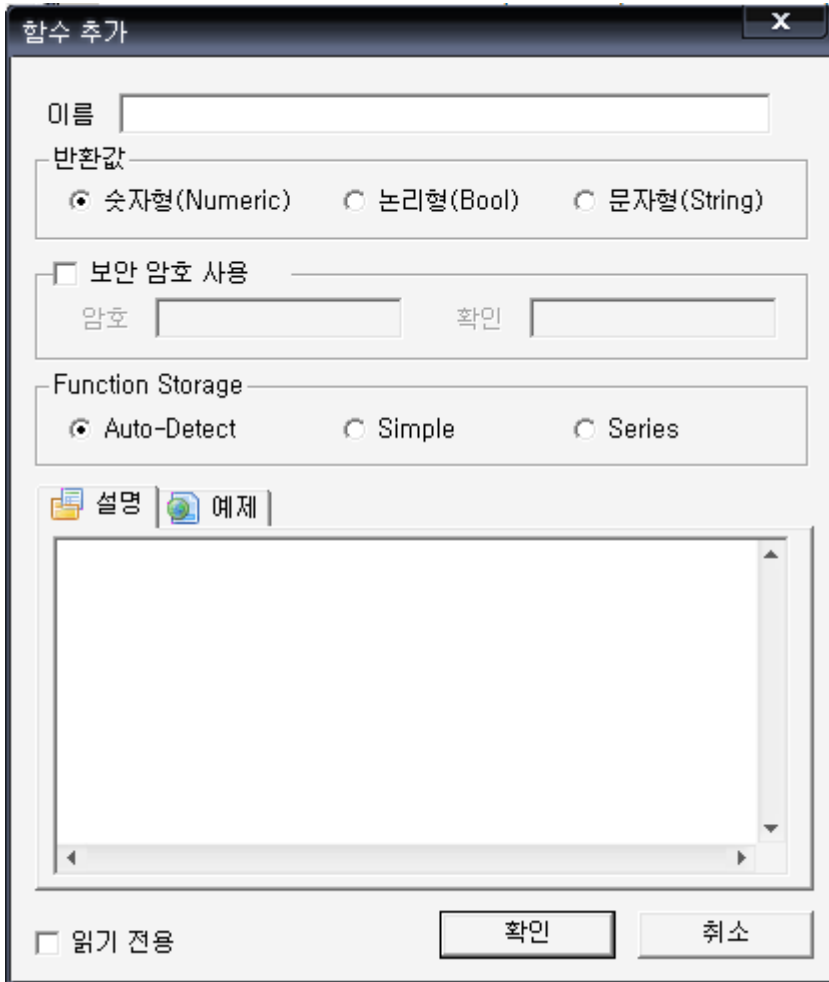 함수 추가
이름
반환값
숫자형(Numeric) 논리형(Bool) 문자형(String)
보안 암호 사용
암호 확인
Function Storage
Auto-Detect Simple Series
설명 예제
읽기 전용 확인 취소